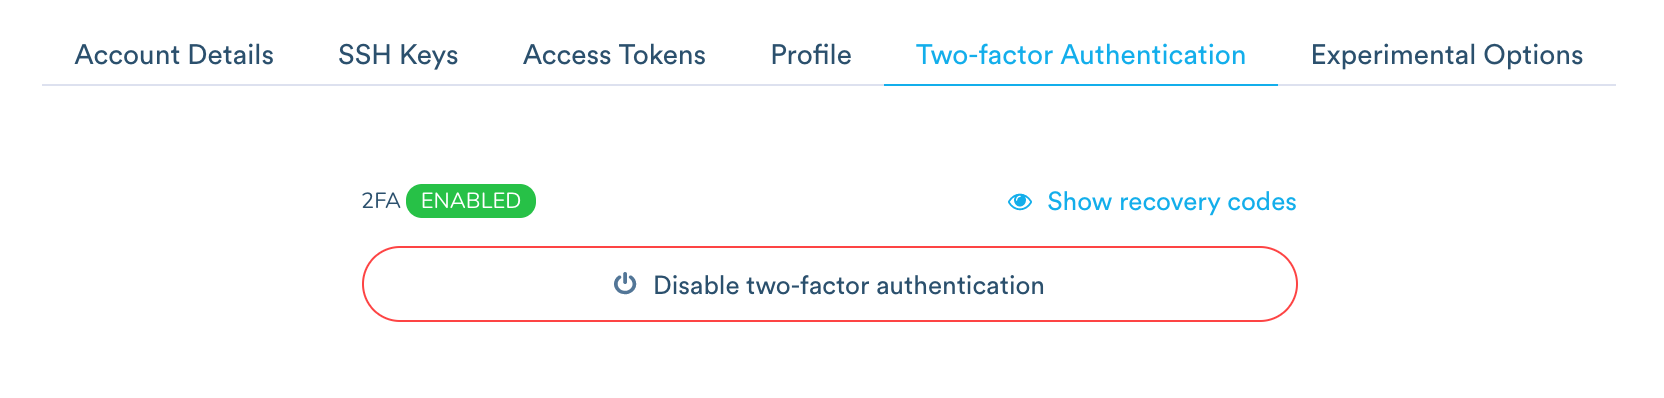 Account Details SSH Keys Access Tokens Profile Two-factor Authentication Experimental Options
2FA ENABLED Show recovery codes
Disable two-factor authentication